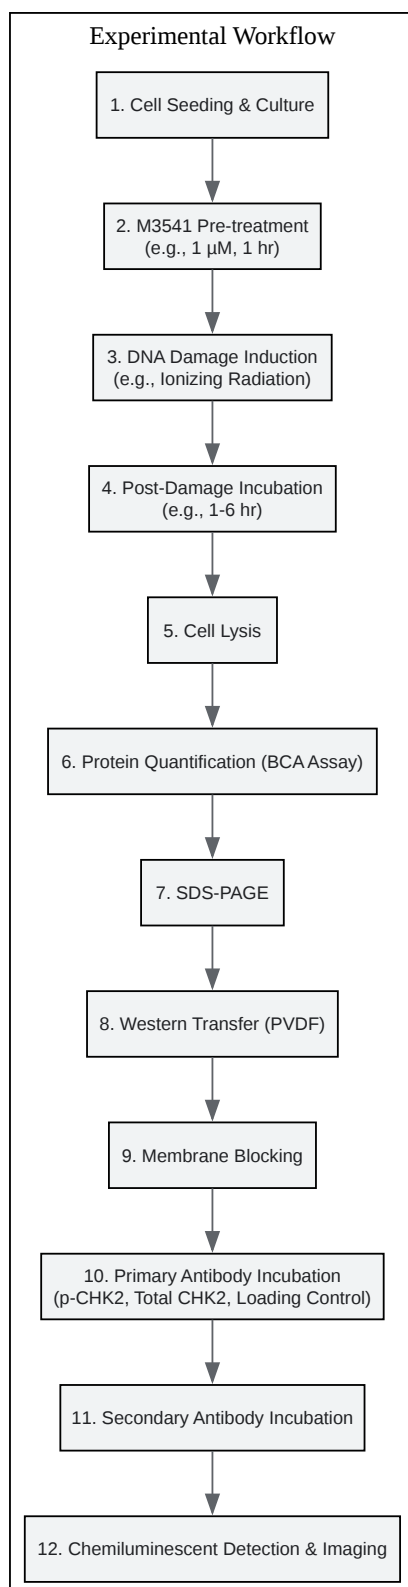 Experimental Workflow
1. Cell Seeding & Culture
2. M3541 Pre-treatment
(e.g., 1 µM, 1 hr)
3. DNA Damage Induction
(e.g., Ionizing Radiation)
4. Post-Damage Incubation
(e.g., 1-6 hr)
5. Cell Lysis
6. Protein Quantification (BCA Assay)
7. SDS-PAGE
8. Western Transfer (PVDF)
9. Membrane Blocking
10. Primary Antibody Incubation
(p-CHK2, Total CHK2, Loading Control)
11. Secondary Antibody Incubation
12. Chemiluminescent Detection & Imaging